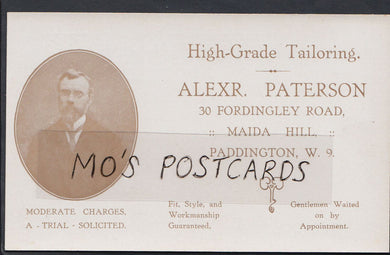 High-Grade Tailoring.
ALEXR. PATERSON
30 FORDINGLEY ROAD,
:: MAIDA HILL, ::
PADDINGTON, W. 9.
MO'S POSTCARDS
MODERATE CHARGES.
A - TRIAL - SOLICITED.
Fit, Style, and
Workmanship
Guaranteed.
Gentlemen Waited
on by
Appointment.